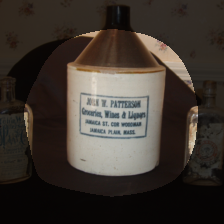 JOHN W. PATTERSON
Groceries, Wines & Liquors
JAMAICA ST. COR WOODMAN
JAMAICA PLAIN, MASS.